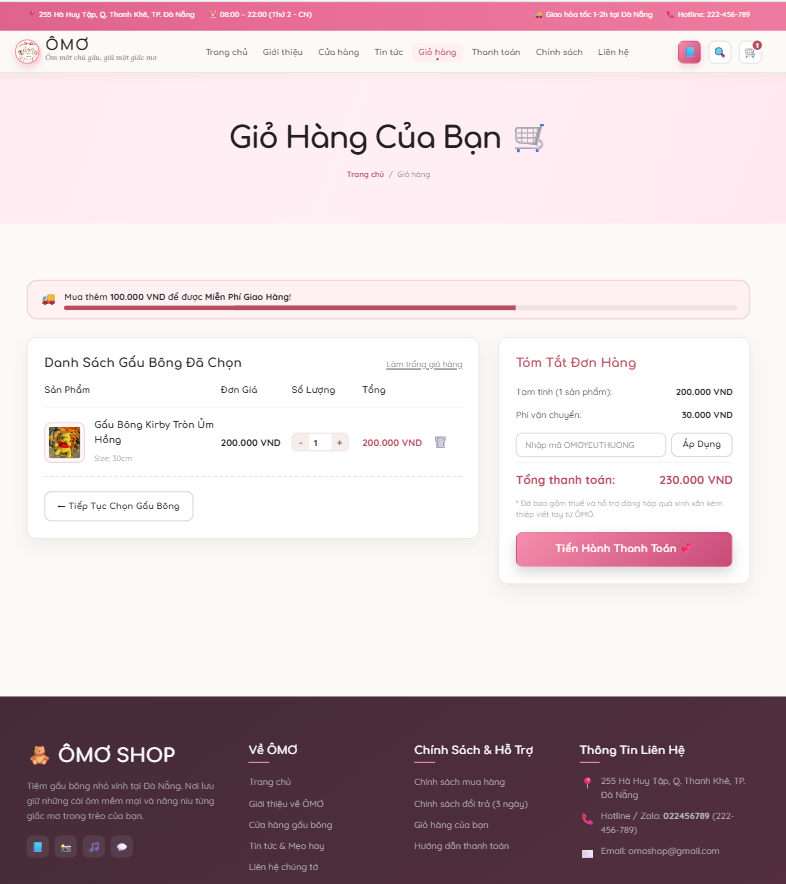 255 Hà Huy Tập, Q. Thanh Khê, TP. Đà Nẵng
08:00 - 22:00 (Thứ 2 - CN)
Giao hỏa tốc 1-2h tại Đà Nẵng
Hotline: 222-456-789
ÔMƠ
Ôm một chú gấu, giữ một giấc mơ
Trang chủ
Giới thiệu
Cửa hàng
Tin tức
Giỏ hàng
Thanh toán
Chính sách
Liên hệ
1
Giỏ Hàng Của Bạn
Trang chủ / Giỏ hàng
Mua thêm 100.000 VND để được Miễn Phí Giao Hàng!
Danh Sách Gấu Bông Đã Chọn
Làm trống giỏ hàng
Sản Phẩm Đơn Giá Số Lượng Tổng
Gấu Bông Kirby Tròn Ủm
Hồng
Size: 30cm
200.000 VND - 1 + 200.000 VND
← Tiếp Tục Chọn Gấu Bông
Tóm Tắt Đơn Hàng
Tạm tính (1 sản phẩm): 200.000 VND
Phí vận chuyển: 30.000 VND
Nhập mã OMOYEUTHUONG Áp Dụng
Tổng thanh toán: 230.000 VND
* Đã bao gồm thuế và hỗ trợ đóng hộp quà xinh xắn kèm
thiệp viết tay từ ÔMƠ.
Tiến Hành Thanh Toán
ÔMƠ SHOP
Tiệm gấu bông nhỏ xinh tại Đà Nẵng. Nơi lưu
giữ những cái ôm mềm mại và nâng niu từng
giấc mơ trong trẻo của bạn.
Về ÔMƠ
Trang chủ
Giới thiệu về ÔMƠ
Cửa hàng gấu bông
Tin tức & Mẹo hay
Liên hệ chúng tớ
Chính Sách & Hỗ Trợ
Chính sách mua hàng
Chính sách đổi trả (3 ngày)
Giỏ hàng của bạn
Hướng dẫn thanh toán
Thông Tin Liên Hệ
255 Hà Huy Tập, Q. Thanh Khê, TP.
Đà Nẵng
Hotline / Zalo: 022456789 (222-
456-789)
Email: omoshop@gmail.com